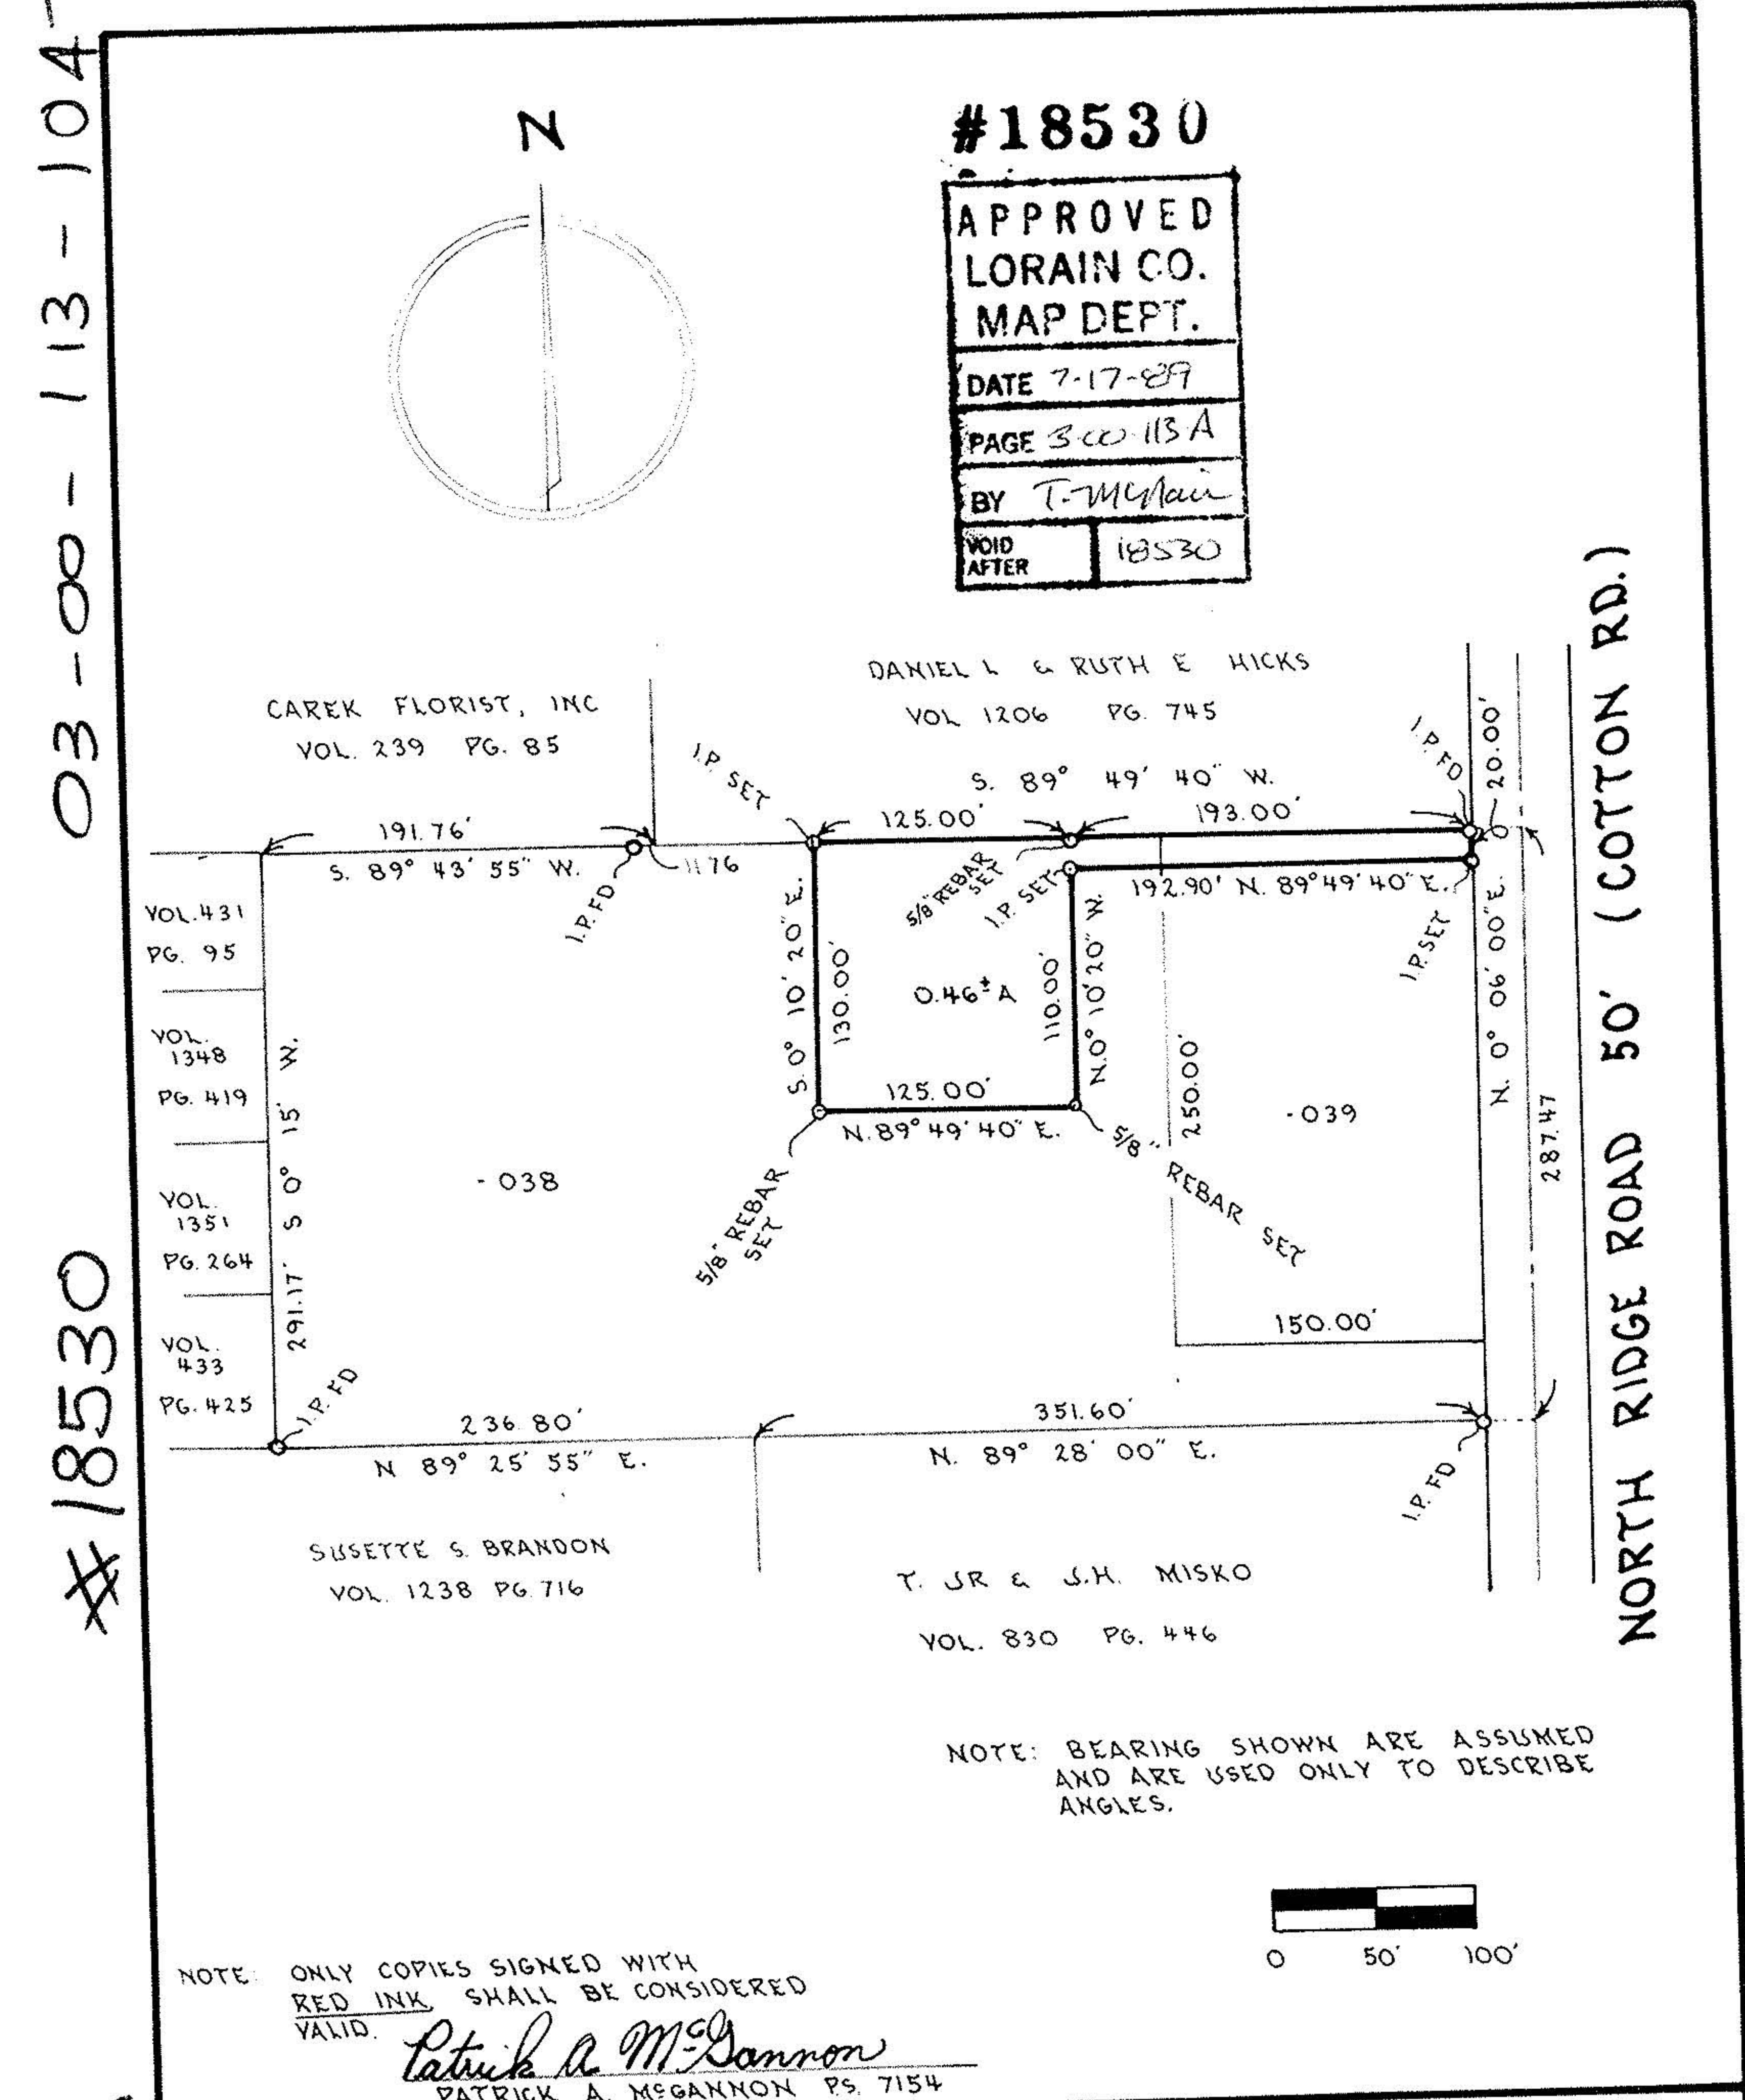 03-00-113-104-
#18530
N
#18530
APPROVED
LORAIN CO.
MAP DEPT.
DATE 7-17-89
PAGE 3-00-113-A
BY
VOID AFTER 18530
DANIEL L & RUTH E HICKS
VOL 1206 PG. 745
CAREK FLORIST, INC
VOL. 239 PG. 85
I.P. SET
I.P. FD
20.00'
S. 89° 49' 40" W.
125.00'
193.00'
191.76'
S. 89° 43' 55" W.
1176
I.P. FD
5/8" REBAR
SET
I.P. SET
192.90' N. 89° 49' 40" E.
I.P. SET
VOL. 431
PG. 95
VOL.
1348
PG. 419
VOL.
1351
PG. 264
VOL.
433
PG. 425
291.17' S 0° 15' W.
S. 0° 10' 20" E.
130.00'
0.46± A
110.00'
N. 0° 10' 20" W.
125.00'
N. 89° 49' 40" E.
5/8" REBAR
SET
5/8" REBAR SET
250.00'
- 038
- 039
N. 0° 06' 00" E.
287.47
150.00'
I.P. FD
236.80'
N 89° 25' 55" E.
351.60'
N. 89° 28' 00" E.
I.P. FD
NORTH RIDGE ROAD 50' (COTTON RD.)
SUSETTE S. BRANDON
VOL. 1238 PG. 716
T. JR & J.H. MISKO
VOL. 830 PG. 446
NOTE: BEARING SHOWN ARE ASSUMED
AND ARE USED ONLY TO DESCRIBE
ANGLES.
0 50' 100'
NOTE: ONLY COPIES SIGNED WITH
RED INK SHALL BE CONSIDERED
VALID.
Patrick A. McGannon
PATRICK A. McGANNON P.S. 7154